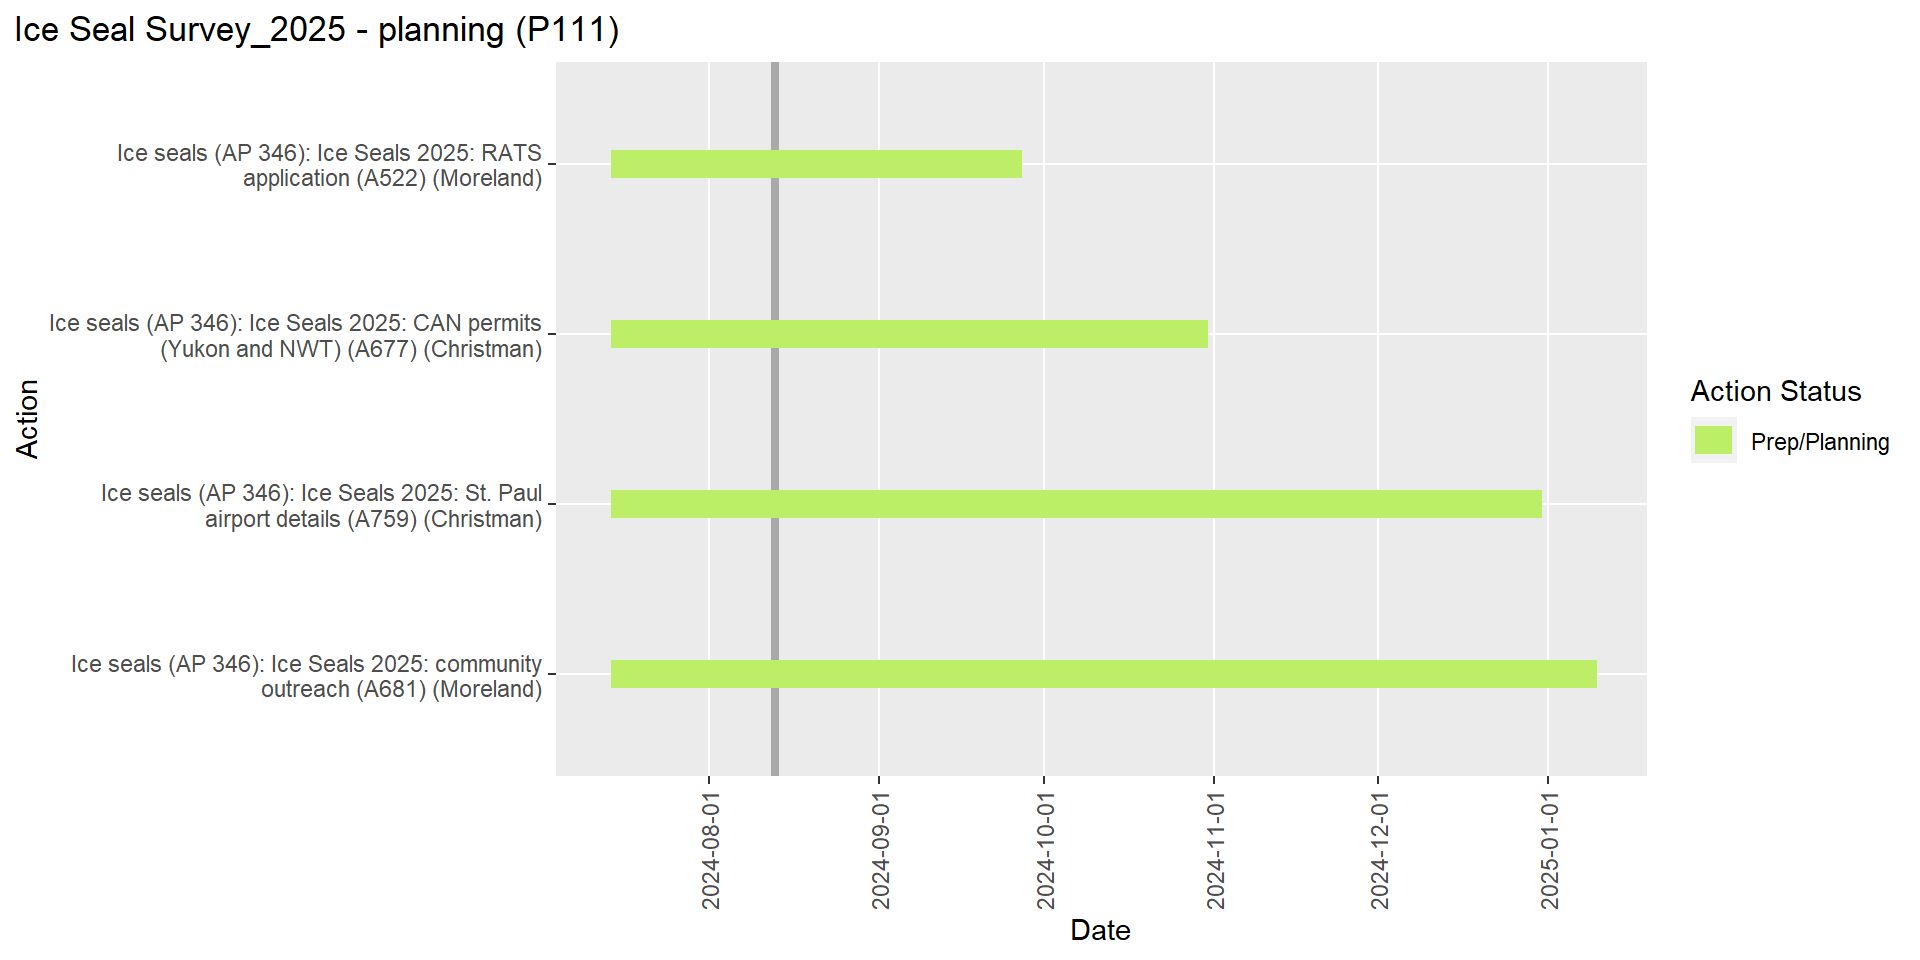 Ice Seal Survey_2025 - planning (P111)
Ice seals (AP 346): Ice Seals 2025: RATS
application (A522) (Moreland)
Ice seals (AP 346): Ice Seals 2025: CAN permits
(Yukon and NWT) (A677) (Christman)
Ice seals (AP 346): Ice Seals 2025: St. Paul
airport details (A759) (Christman)
Ice seals (AP 346): Ice Seals 2025: community
outreach (A681) (Moreland)
Action
2024-08-01
2024-09-01
2024-10-01
2024-11-01
2024-12-01
2025-01-01
Date
Action Status
Prep/Planning